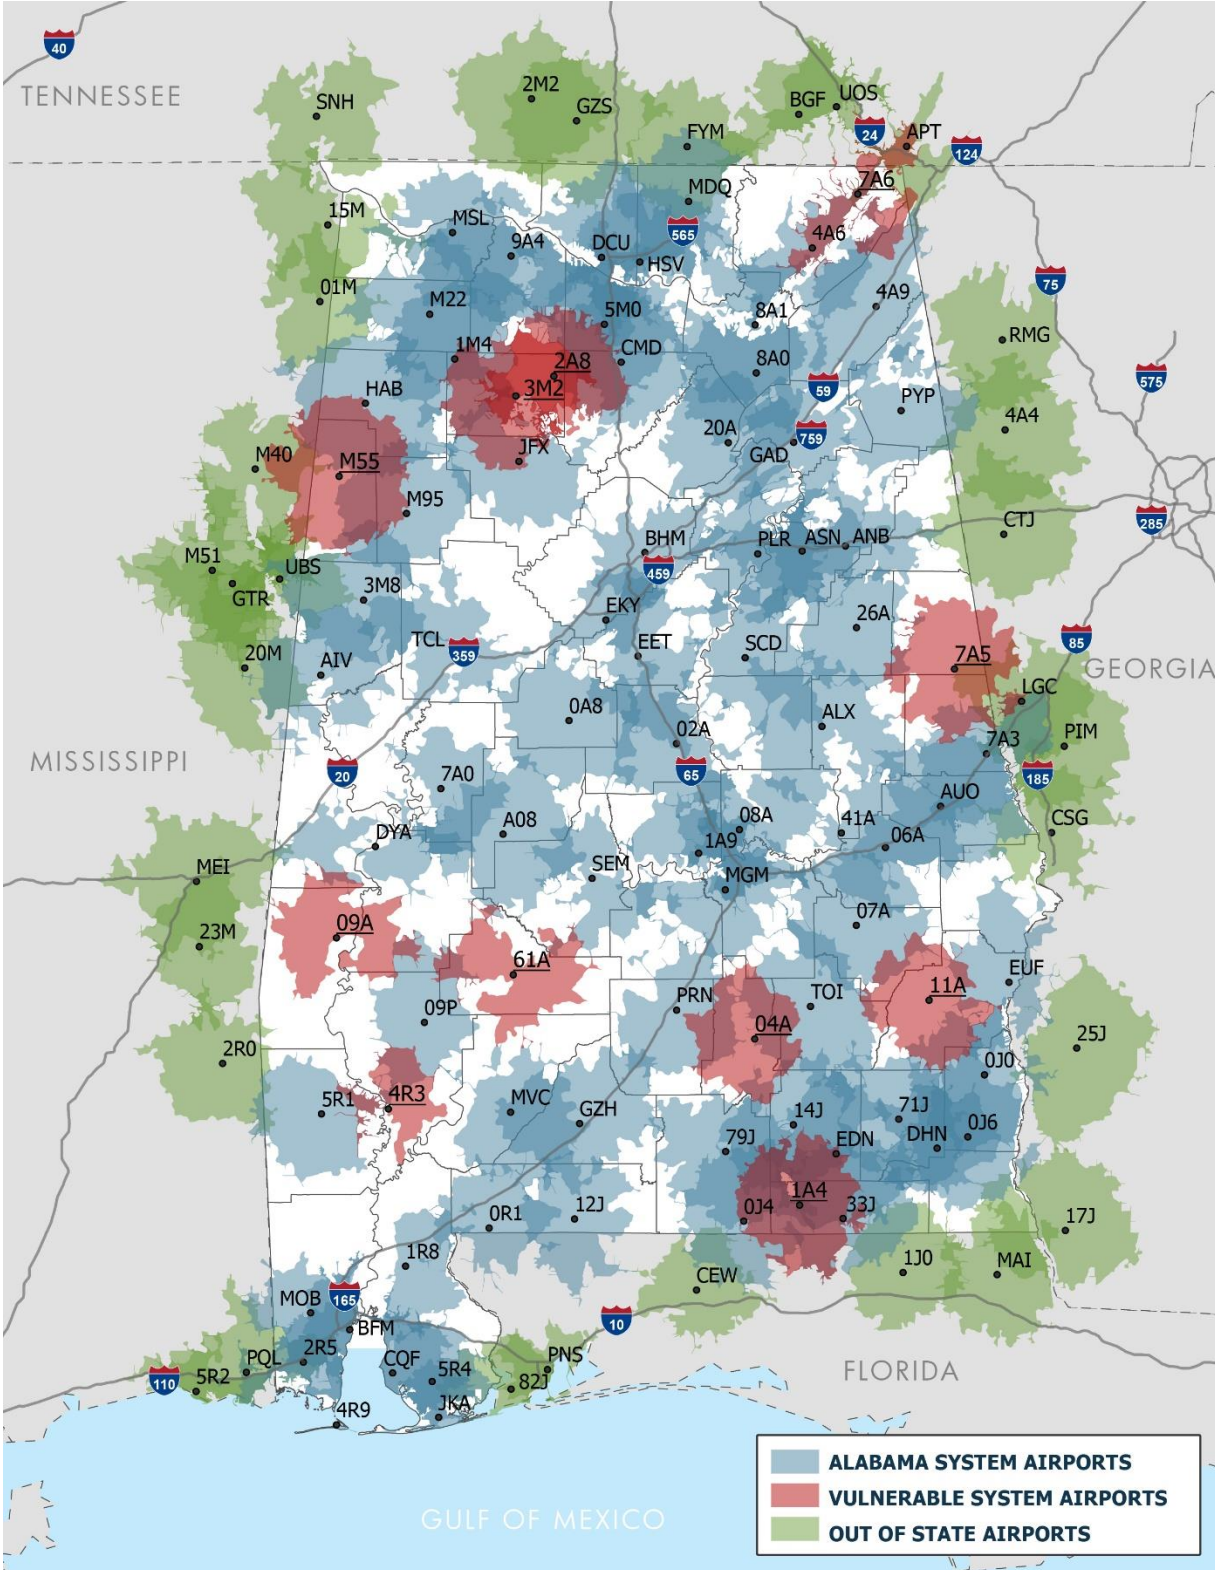 40
TENNESSEE
2M2
SNH
GZS
BGF
UOS
FYM
24
APT
124
7A6
MDQ
15M
MSL
565
4A6
9A4
DCU
HSV
75
01M
M22
4A9
5M0
8A1
RMG
1M4
CMD
2A8
8A0
575
59
3M2
HAB
PYP
4A4
20A
759
GAD
JFX
M40
M55
M95
CTJ
285
BHM
PLR
ASN
ANB
M51
UBS
459
GTR
3M8
EKY
26A
85
TCL
359
EET
SCD
7A5
20M
AIV
GEORGIA
LGC
0A8
ALX
02A
PIM
7A3
MISSISSIPPI
20
7A0
65
185
AUO
A08
08A
41A
CSG
DYA
1A9
06A
SEM
MEI
MGM
09A
07A
23M
61A
11A
EUF
PRN
TOI
09P
04A
2R0
25J
0J0
5R1
4R3
MVC
GZH
14J
71J
79J
EDN
DHN
0J6
1A4
0J4
33J
12J
0R1
17J
1R8
1J0
MAI
CEW
MOB
165
BFM
10
2R5
PQL
CQF
PNS
110
5R2
5R4
82J
FLORIDA
4R9
JKA
ALABAMA SYSTEM AIRPORTS
VULNERABLE SYSTEM AIRPORTS
OUT OF STATE AIRPORTS
GULF OF MEXICO